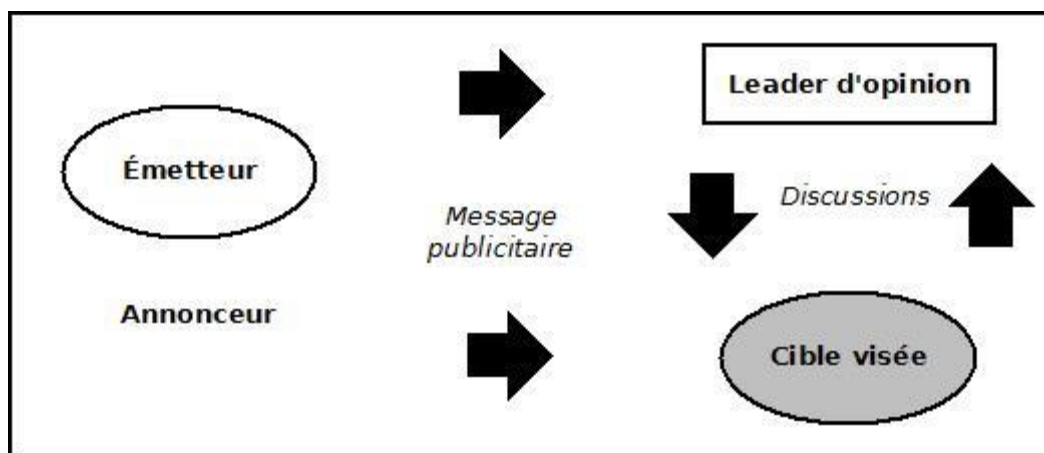 Émetteur
Annonceur
Message
publicitaire
Leader d'opinion
Discussions
Cible visée